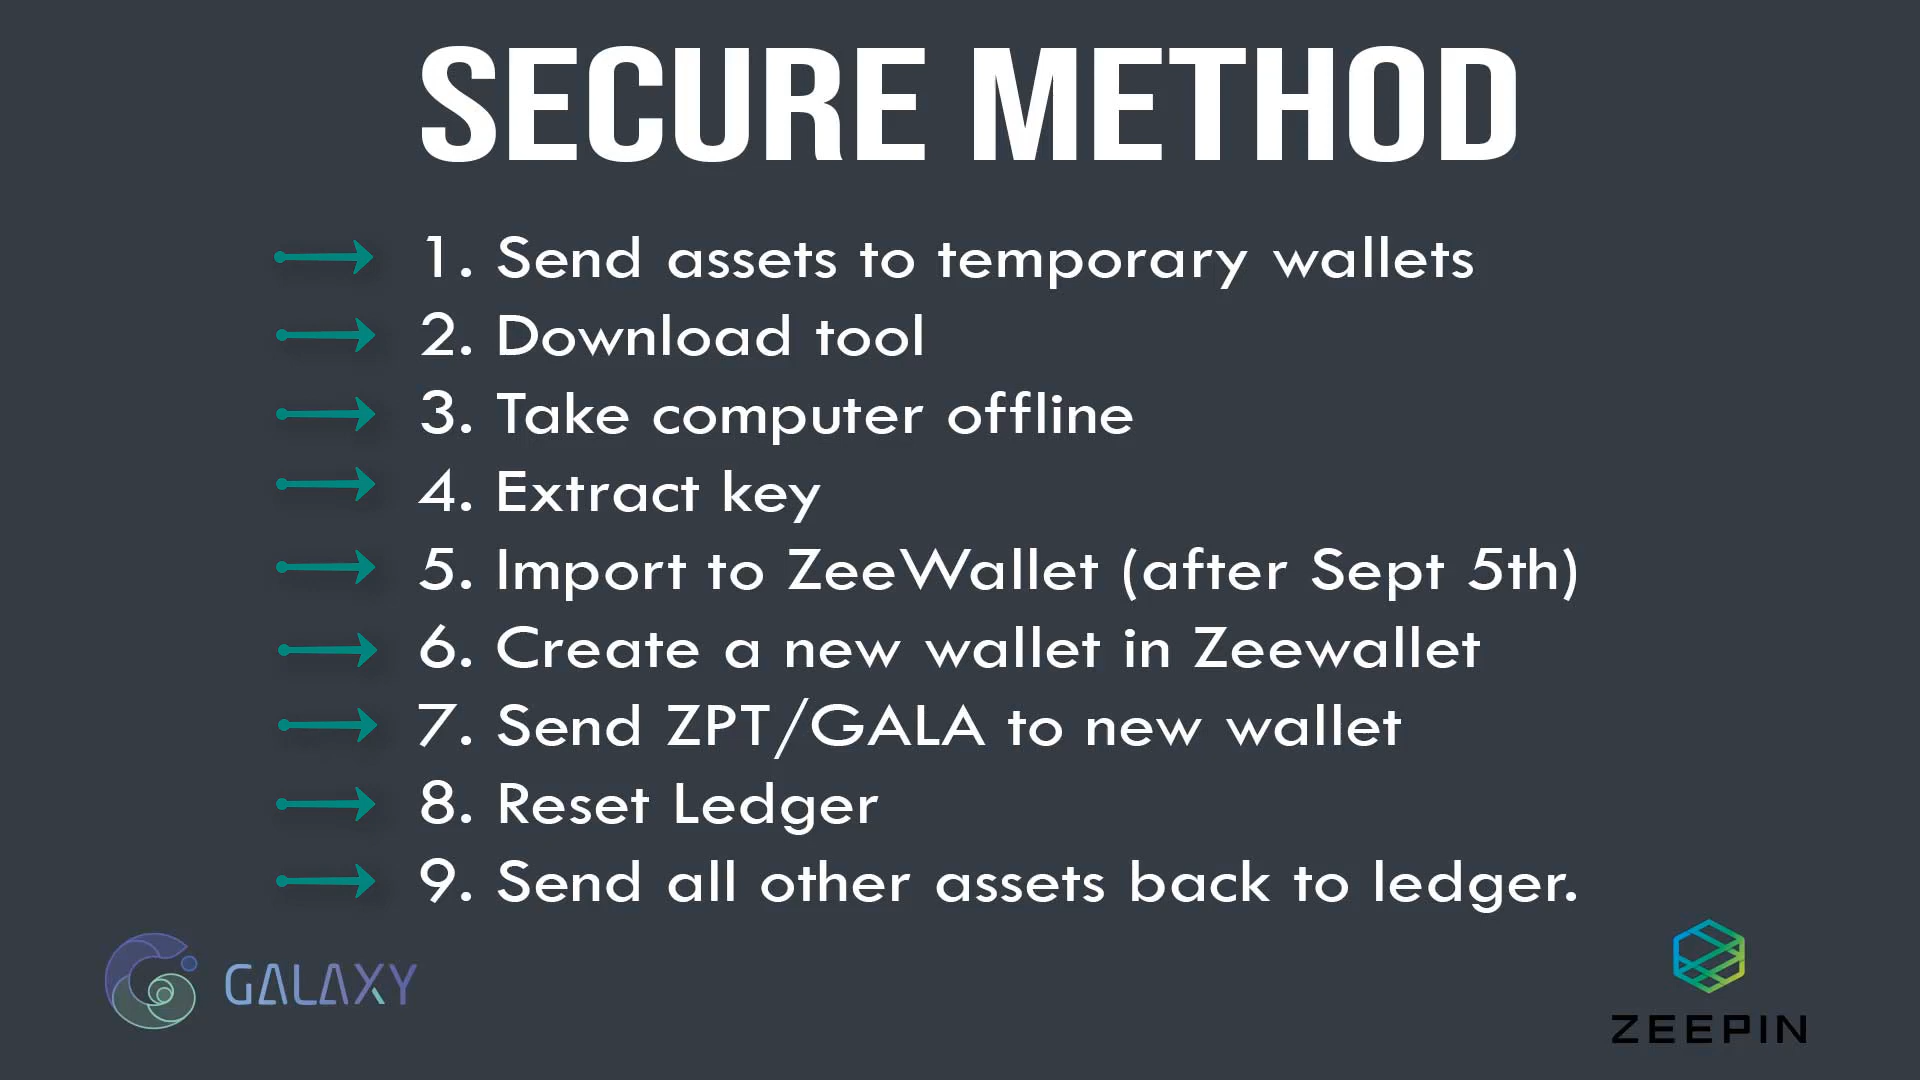 SECURE METHOD
1. Send assets to temporary wallets
2. Download tool
3. Take computer offline
4. Extract key
5. Import to ZeeWallet (after Sept 5th)
6. Create a new wallet in Zeewallet
7. Send ZPT/GALA to new wallet
8. Reset Ledger
9. Send all other assets back to ledger.
GALAXY
ZEEPIN